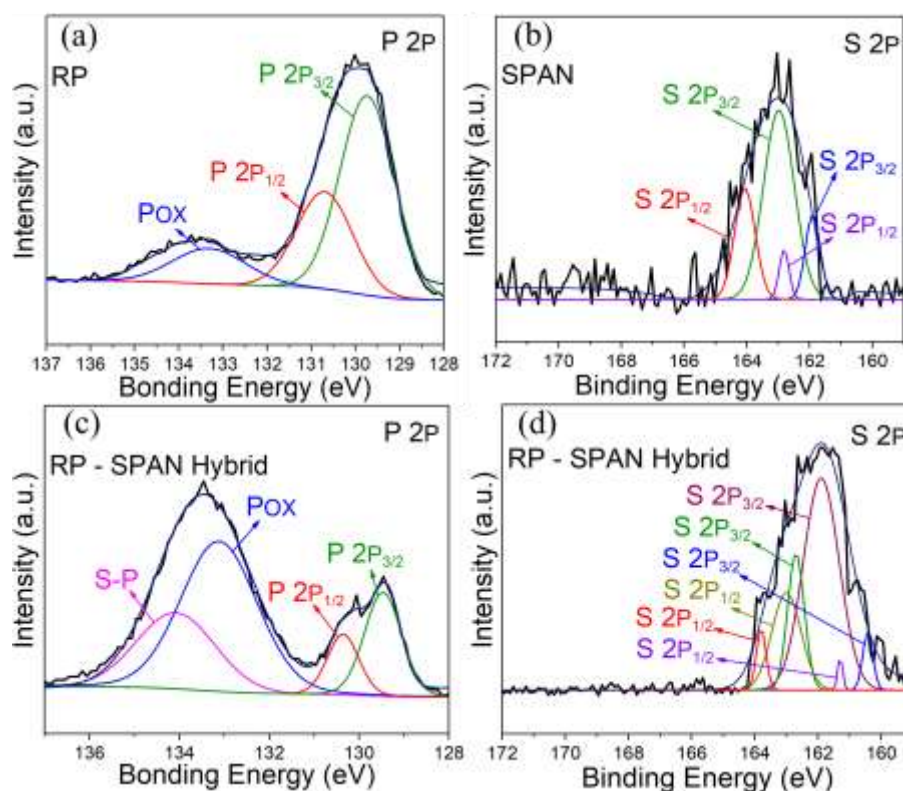 (a)
P 2P
RP
P 2P3/2
P 2P1/2
POX
Intensity (a.u.)
137 136 135 134 133 132 131 130 129 128
Bonding Energy (eV)
(b)
S 2P
SPAN
S 2P3/2
S 2P3/2
S 2P1/2
S 2P1/2
Intensity (a.u.)
172 170 168 166 164 162 160
Binding Energy (eV)
(c)
P 2P
RP - SPAN Hybrid
POX
P 2P3/2
S-P
P 2P1/2
Intensity (a.u.)
136 134 132 130 128
Bonding Energy (eV)
(d)
S 2P
RP - SPAN Hybrid
S 2P3/2
S 2P3/2
S 2P3/2
S 2P1/2
S 2P1/2
S 2P1/2
Intensity (a.u.)
172 170 168 166 164 162 160
Binding Energy (eV)